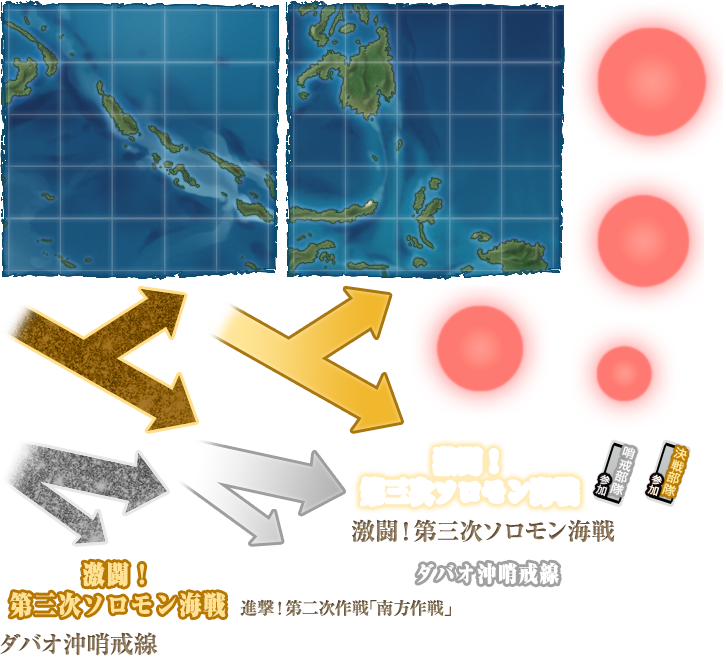 激闘！
第三次ソロモン海戦
哨戒部隊
参加
決戦部隊
参加
激闘！第三次ソロモン海戦
激闘！
第三次ソロモン海戦
ダバオ沖哨戒線
進撃！第二次作戦「南方作戦」
ダバオ沖哨戒線